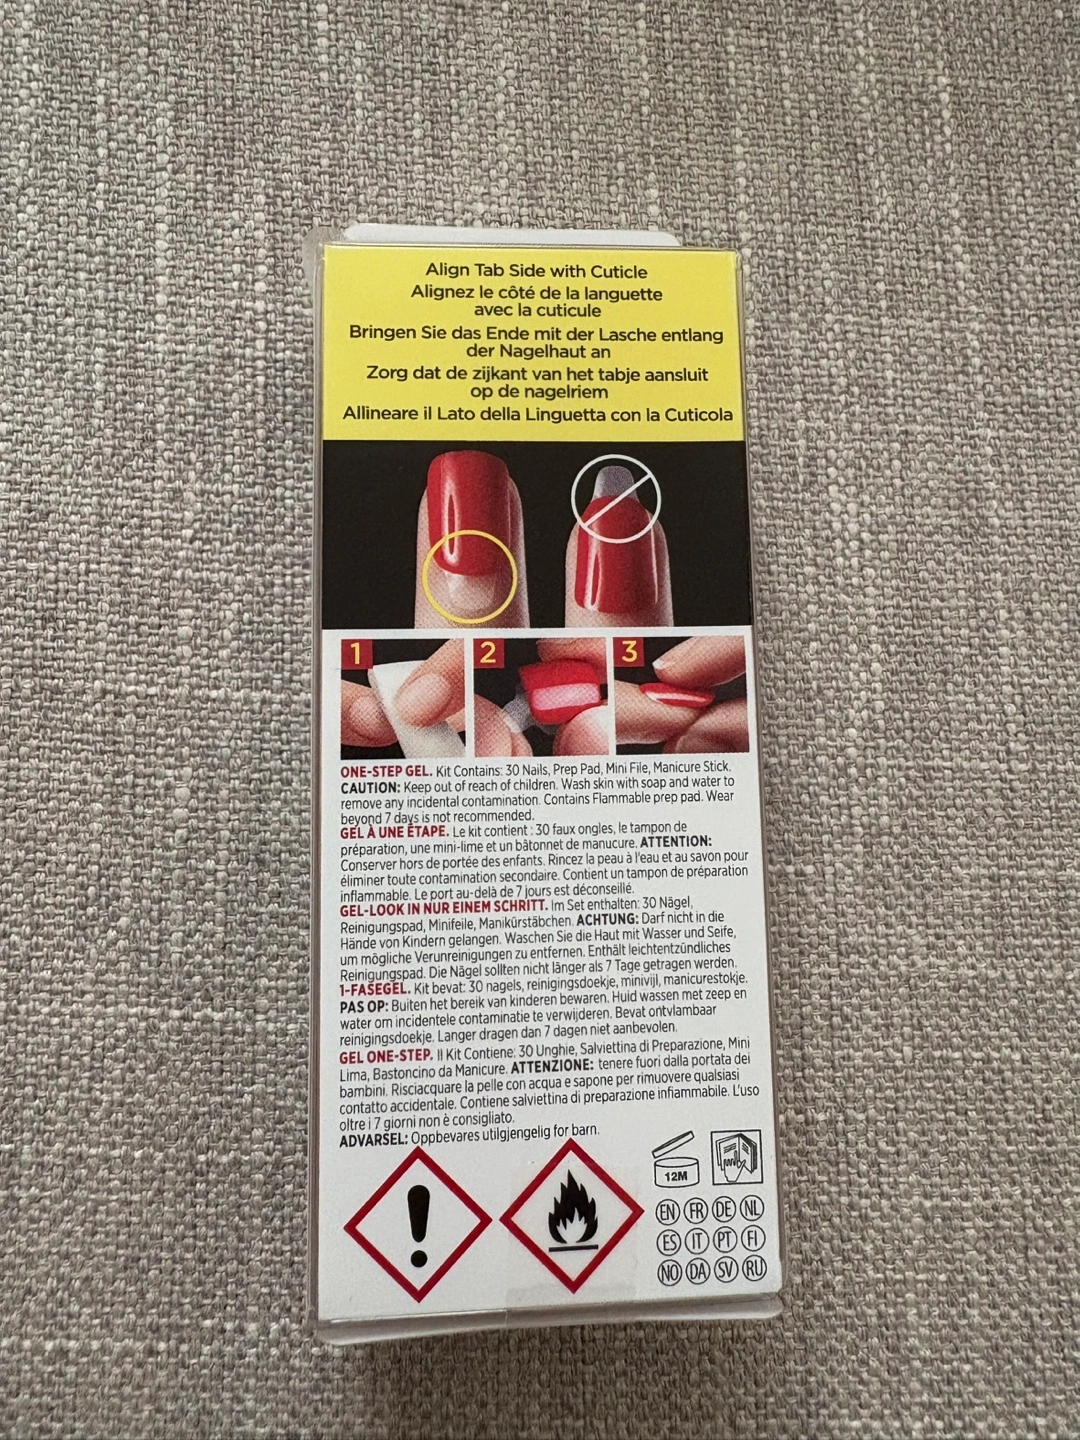 Align Tab Side with Cuticle
Alignez le côté de la languette
avec la cuticule
Bringen Sie das Ende mit der Lasche entlang
der Nagelhaut an
Zorg dat de zijkant van het tabje aansluit
op de nagelriem
Allineare il Lato della Linguetta con la Cuticola
1 2 3
ONE-STEP GEL. Kit Contains: 30 Nails, Prep Pad, Mini File, Manicure Stick.
CAUTION: Keep out of reach of children. Wash skin with soap and water to
remove any incidental contamination. Contains Flammable prep pad. Wear
beyond 7 days is not recommended.
GEL À UNE ÉTAPE. Le kit contient : 30 faux ongles, le tampon de
préparation, une mini-lime et un bâtonnet de manucure. ATTENTION:
Conserver hors de portée des enfants. Rincez la peau à l'eau et au savon pour
éliminer toute contamination secondaire. Contient un tampon de préparation
inflammable. Le port au-delà de 7 jours est déconseillé.
GEL-LOOK IN NUR EINEM SCHRITT. Im Set enthalten: 30 Nägel,
Reinigungspad, Minifeile, Manikürstäbchen. ACHTUNG: Darf nicht in die
Hände von Kindern gelangen. Waschen Sie die Haut mit Wasser und Seife,
um mögliche Verunreinigungen zu entfernen. Enthält leichtentzündliches
Reinigungspad. Die Nägel sollten nicht länger als 7 Tage getragen werden.
1-FASEGEL. Kit bevat: 30 nagels, reinigingsdoekje, minivijl, manicurestokje.
PAS OP: Buiten het bereik van kinderen bewaren. Huid wassen met zeep en
water om incidentele contaminatie te verwijderen. Bevat ontvlambaar
reinigingsdoekje. Langer dragen dan 7 dagen niet aanbevolen.
GEL ONE-STEP. Il Kit Contiene: 30 Unghie, Salviettina di Preparazione, Mini
Lima, Bastoncino da Manicure. ATTENZIONE: tenere fuori dalla portata dei
bambini. Risciacquare la pelle con acqua e sapone per rimuovere qualsiasi
contatto accidentale. Contiene salviettina di preparazione infiammabile. L'uso
oltre i 7 giorni non è consigliato.
ADVARSEL: Oppbevares utilgjengelig for barn.
12M
EN FR DE NL
ES IT PT FI
NO DA SV RU